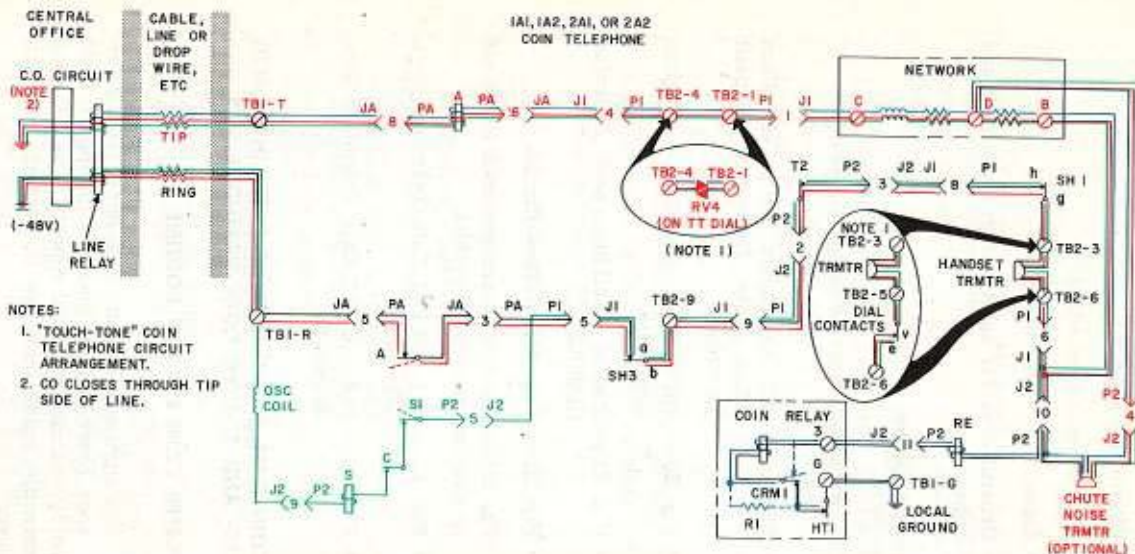 CENTRAL
OFFICE
CABLE,
LINE OR
DROP
WIRE,
ETC
1A1, 1A2, 2A1, OR 2A2
COIN TELEPHONE
C.O. CIRCUIT
(NOTE
2)
TIP
RING
(-48V)
LINE
RELAY
TB1-T
JA
8
PA
A
PA
16
JA
J1
4
P1
TB2-4
TB2-1
P1
1
J1
NETWORK
C
D
B
TB2-4 TB2-1
RV4
(ON TT DIAL)
(NOTE 1)
T2
P2
3
J2
J1
8
P1
h
SH1
g
P2
2
J2
NOTE 1
TB2-3
TRMTR
TB2-5
DIAL
CONTACTS
v
e
TB2-6
TB2-3
HANDSET
TRMTR
TB2-6
P1
6
J1
J2
10
P2
P2
4
J2
TB1-R
JA
5
PA
A
JA
3
PA
P1
5
J1
a
b
SH3
TB2-9
J1
9
P1
NOTES:
1. "TOUCH-TONE" COIN
TELEPHONE CIRCUIT
ARRANGEMENT.
2. CO CLOSES THROUGH TIP
SIDE OF LINE.
OSC
COIL
J2
9
P2
S
C
S1
P2
5
J2
COIN RELAY
3
J2
11
P2
RE
G
CRM1
R1
HT1
TB1-G
LOCAL
GROUND
CHUTE
NOISE
TRMTR
(OPTIONAL)